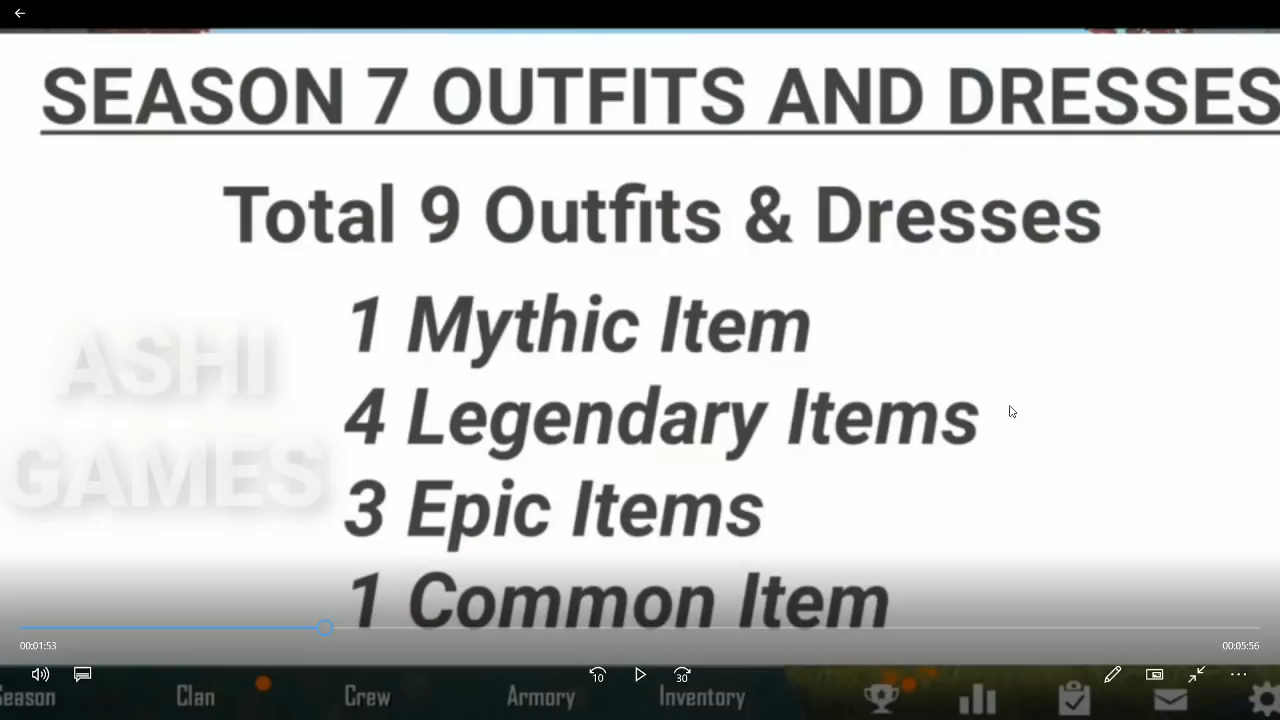 SEASON 7 OUTFITS AND DRESSES
Total 9 Outfits & Dresses
1 Mythic Item
ASHI
4 Legendary Items
GAMES
3 Epic Items
1 Common Item
00:01:53
00:05:56
10
30
Season
Clan
Crew
Armory
Inventory